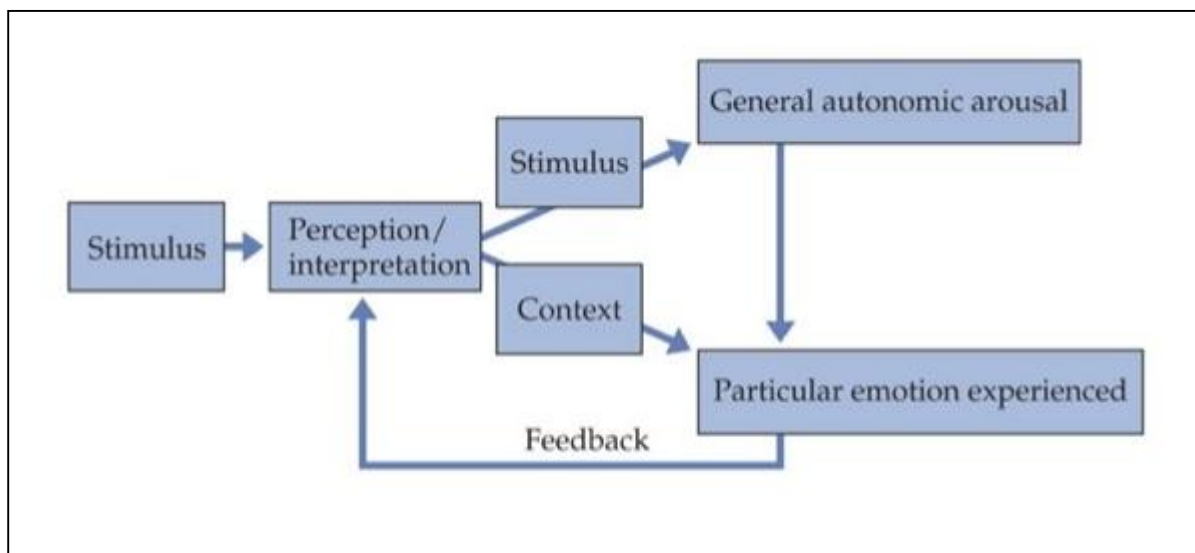 General autonomic arousal
Stimulus
Stimulus
Perception/
interpretation
Context
Particular emotion experienced
Feedback